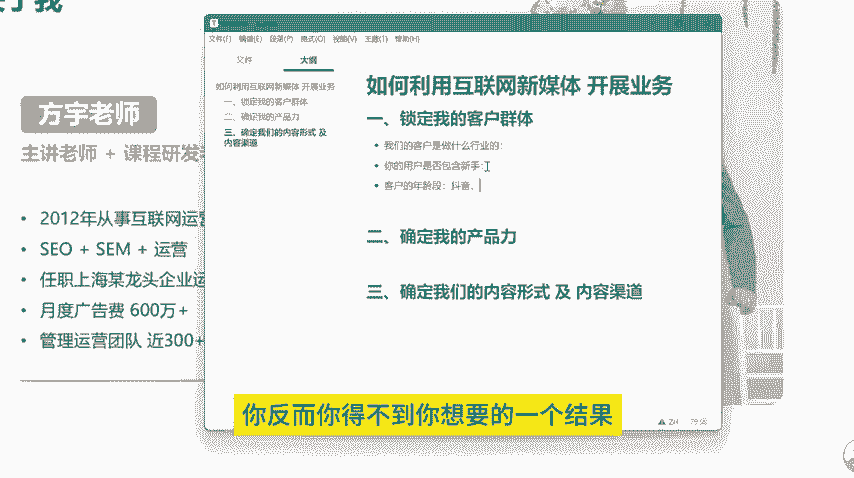 方宇老师
主讲老师 + 课程研发
• 2012年从事互联网运营
• SEO + SEM + 运营
• 任职上海某龙头企业运
• 月度广告费 600万+
• 管理运营团队 近300+
T
文件(F) 编辑(E) 段落(P) 格式(O) 视图(V) 主题(T) 帮助(H)
文件 大纲
如何利用互联网新媒体 开展业务
一、锁定我的客户群体
二、确定我的产品力
三、确定我们的内容形式 及
内容渠道
如何利用互联网新媒体 开展业务
一、锁定我的客户群体
• 我们的客户是做什么行业的:
• 你的用户是否包含新手:
• 客户的年龄段: 抖音、
二、确定我的产品力
三、确定我们的内容形式 及 内容渠道
你反而你得不到你想要的一个结果
ZH